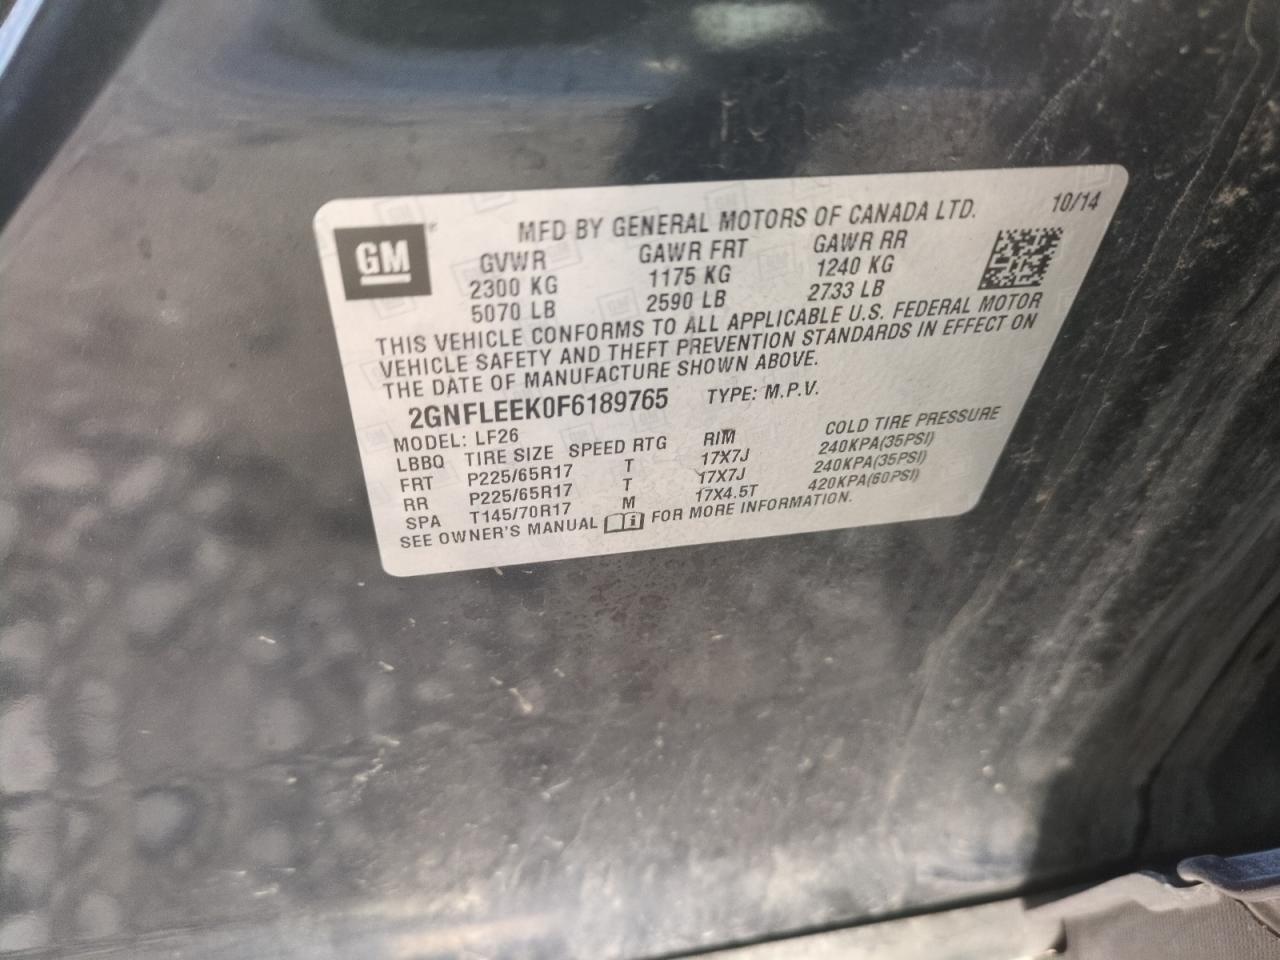 GM
MFD BY GENERAL MOTORS OF CANADA LTD.
10/14
GVWR GAWR FRT GAWR RR
2300 KG 1175 KG 1240 KG
5070 LB 2590 LB 2733 LB
THIS VEHICLE CONFORMS TO ALL APPLICABLE U.S. FEDERAL MOTOR
VEHICLE SAFETY AND THEFT PREVENTION STANDARDS IN EFFECT ON
THE DATE OF MANUFACTURE SHOWN ABOVE.
2GNFLEEK0F6189765 TYPE: M.P.V.
MODEL: LF26
LBBQ TIRE SIZE SPEED RTG RIM COLD TIRE PRESSURE
FRT P225/65R17 T 17X7J 240KPA(35PSI)
RR P225/65R17 T 17X7J 240KPA(35PSI)
SPA T145/70R17 M 17X4.5T 420KPA(60PSI)
SEE OWNER'S MANUAL FOR MORE INFORMATION.